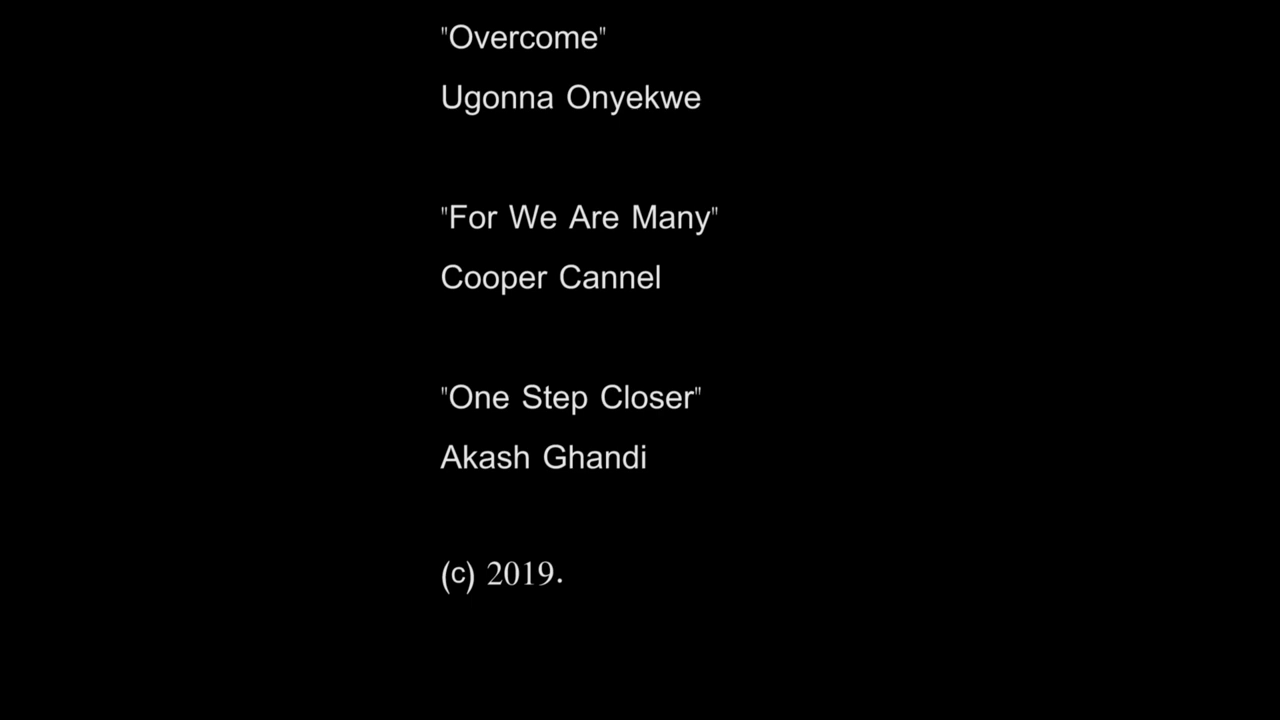 "Overcome"
Ugonna Onyekwe
"For We Are Many"
Cooper Cannel
"One Step Closer"
Akash Ghandi
(c) 2019.